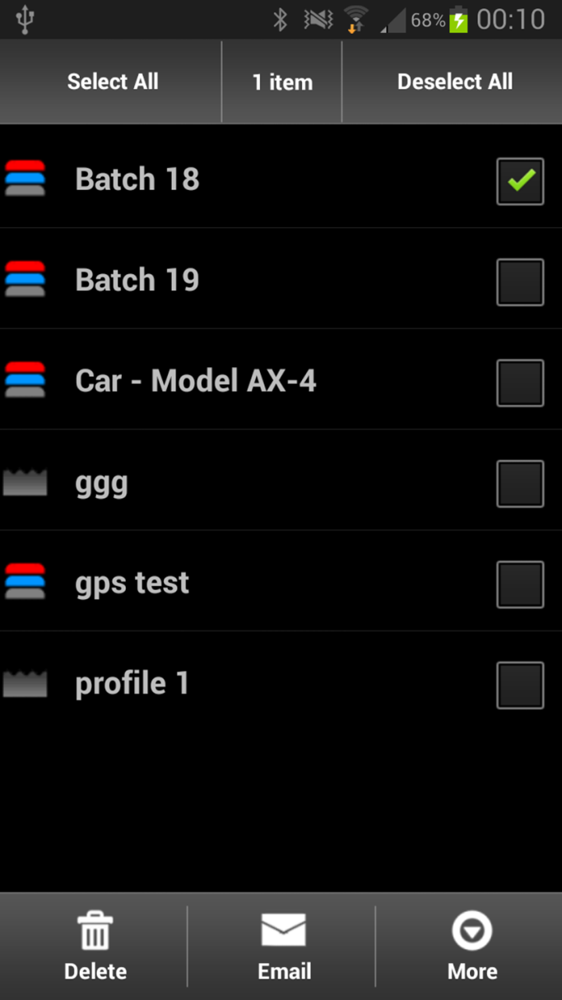 68% 00:10
Select All 1 item Deselect All
Batch 18
Batch 19
Car - Model AX-4
ggg
gps test
profile 1
Delete Email More